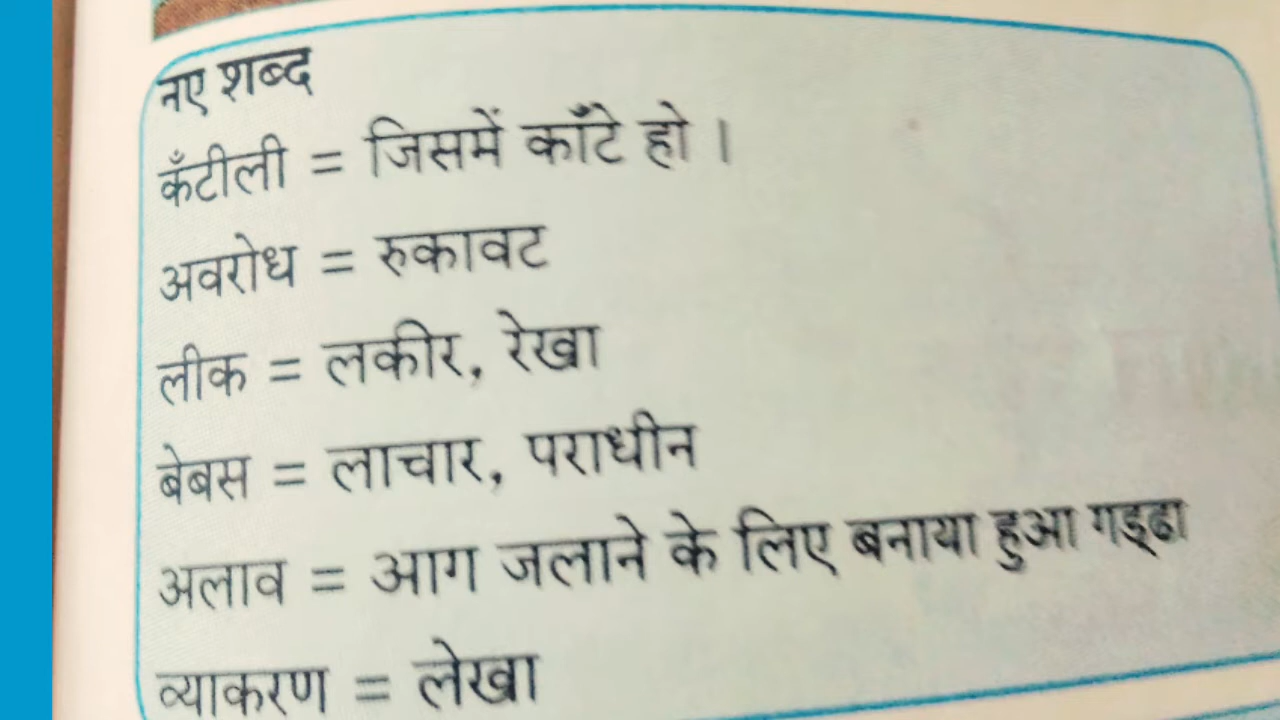 नए शब्द
कँटीली = जिसमें काँटे हो ।
अवरोध = रुकावट
लीक = लकीर, रेखा
बेबस = लाचार, पराधीन
अलाव = आग जलाने के लिए बनाया हुआ गड्ढा
व्याकरण = लेखा